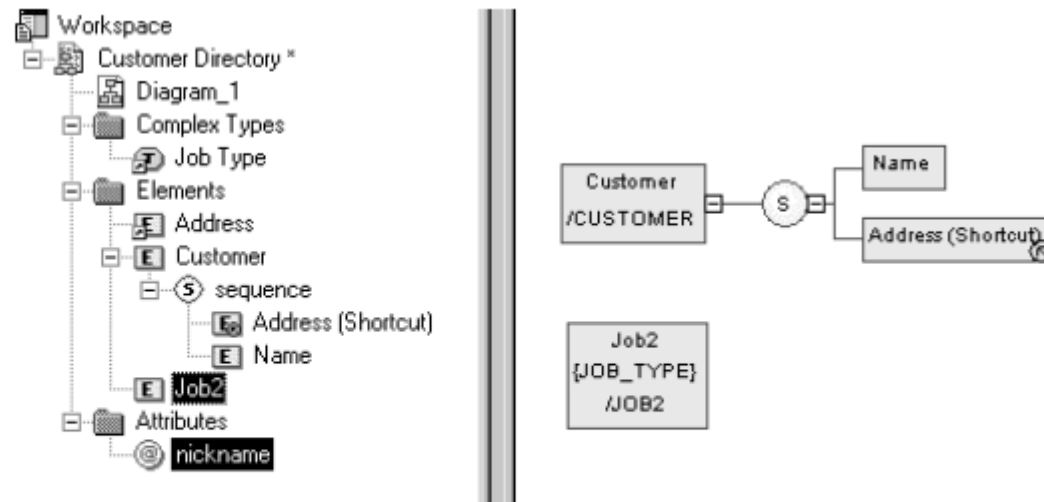 Workspace
Customer Directory *
Diagram_1
Complex Types
Job Type
Elements
Address
Customer
sequence
Address (Shortcut)
Name
Job2
Attributes
nickname
Customer
/CUSTOMER
S
Name
Address (Shortcut)
Job2
{JOB_TYPE}
/JOB2